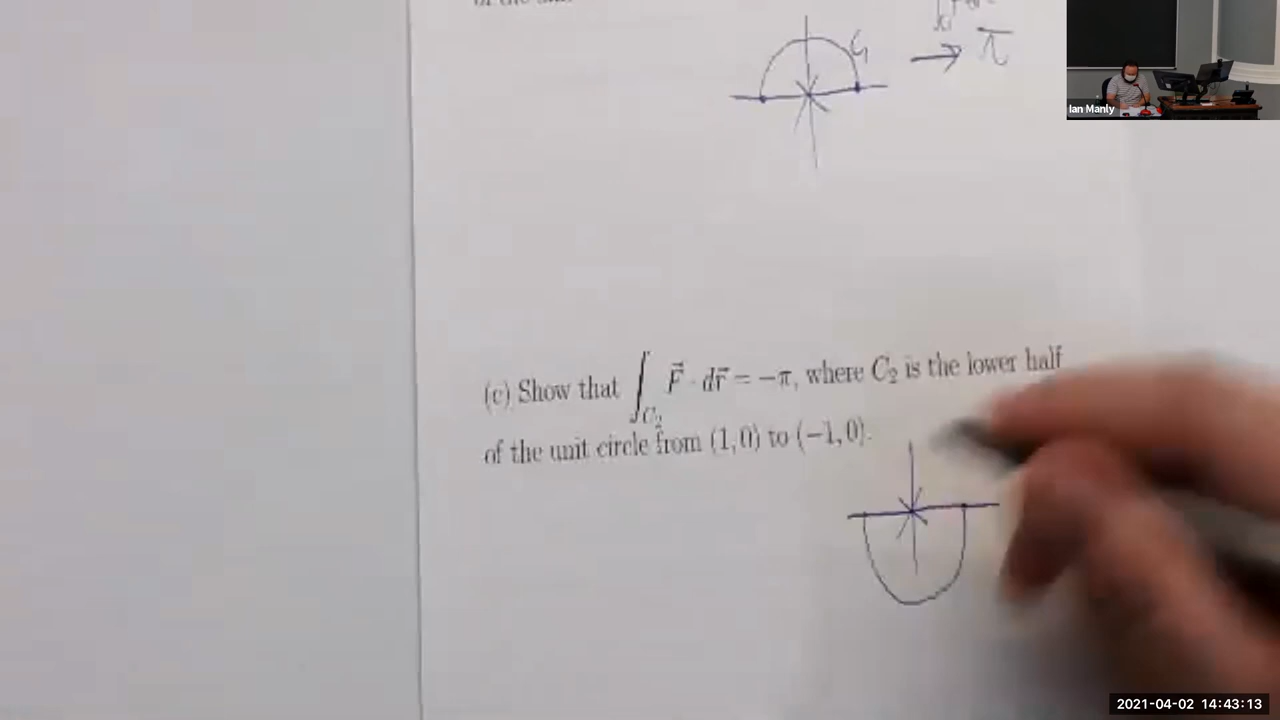 C₁ → π
Ian Manly
(c) Show that ∫_{C₂} F⃗ · dr⃗ = −π, where C₂ is the lower half
of the unit circle from (1, 0) to (−1, 0).
2021-04-02 14:43:13